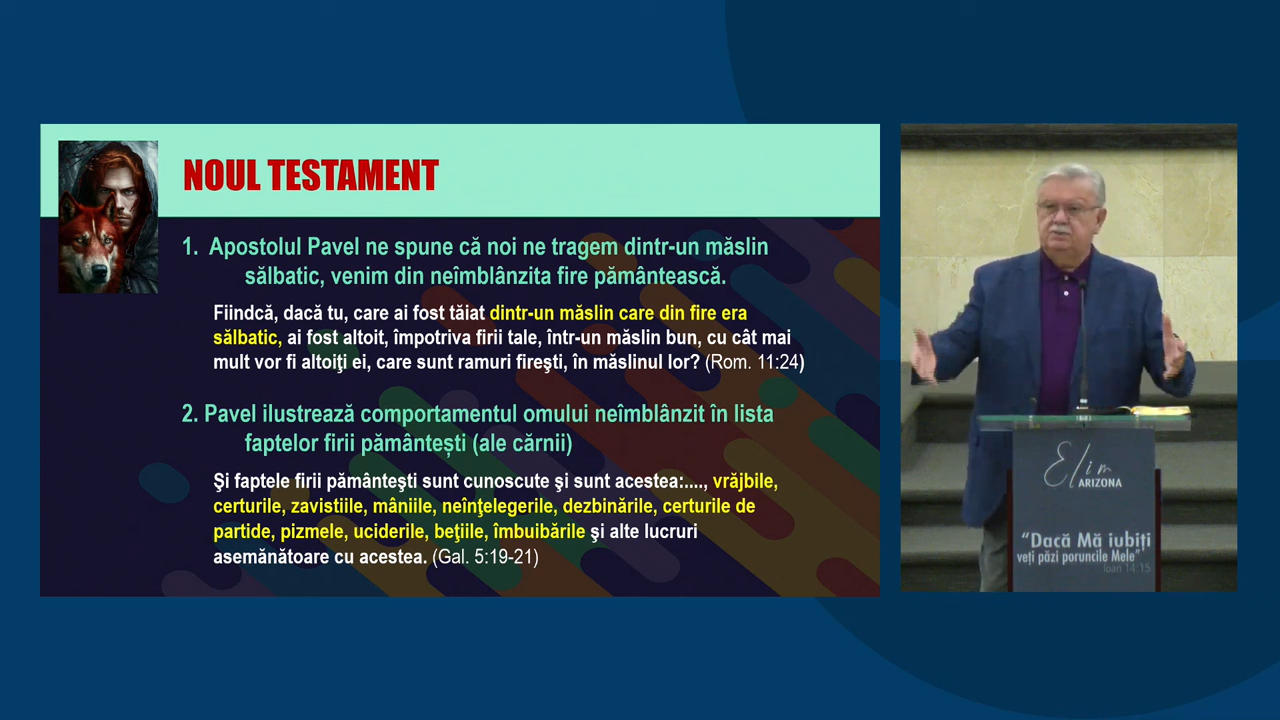 NOUL TESTAMENT
1. Apostolul Pavel ne spune că noi ne tragem dintr-un măslin
sălbatic, venim din neîmblânzita fire pământească.
Fiindcă, dacă tu, care ai fost tăiat dintr-un măslin care din fire era
sălbatic, ai fost altoit, împotriva firii tale, într-un măslin bun, cu cât mai
mult vor fi altoiţi ei, care sunt ramuri fireşti, în măslinul lor? (Rom. 11:24)
2. Pavel ilustrează comportamentul omului neîmblânzit în lista
faptelor firii pământești (ale cărnii)
Şi faptele firii pământeşti sunt cunoscute şi sunt acestea:...., vrăjbile,
certurile, zavistiile, mâniile, neînţelegerile, dezbinările, certurile de
partide, pizmele, uciderile, beţiile, îmbuibările şi alte lucruri
asemănătoare cu acestea. (Gal. 5:19-21)
Elim
ARIZONA
“Dacă Mă iubiți
veți păzi poruncile Mele”
Ioan 14:15